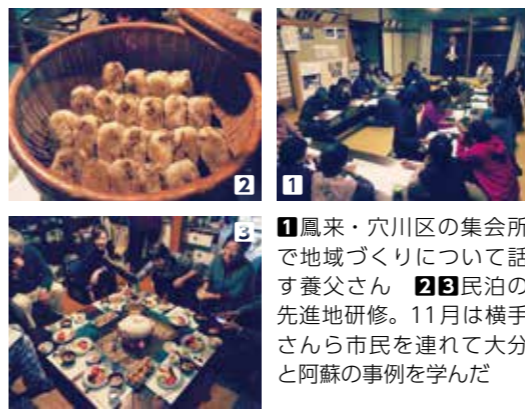 2
1
3
1鳳来・穴川区の集会所
で地域づくりについて話
す養父さん 23民泊の
先進地研修。11月は横手
さんら市民を連れて大分
と阿蘇の事例を学んだ